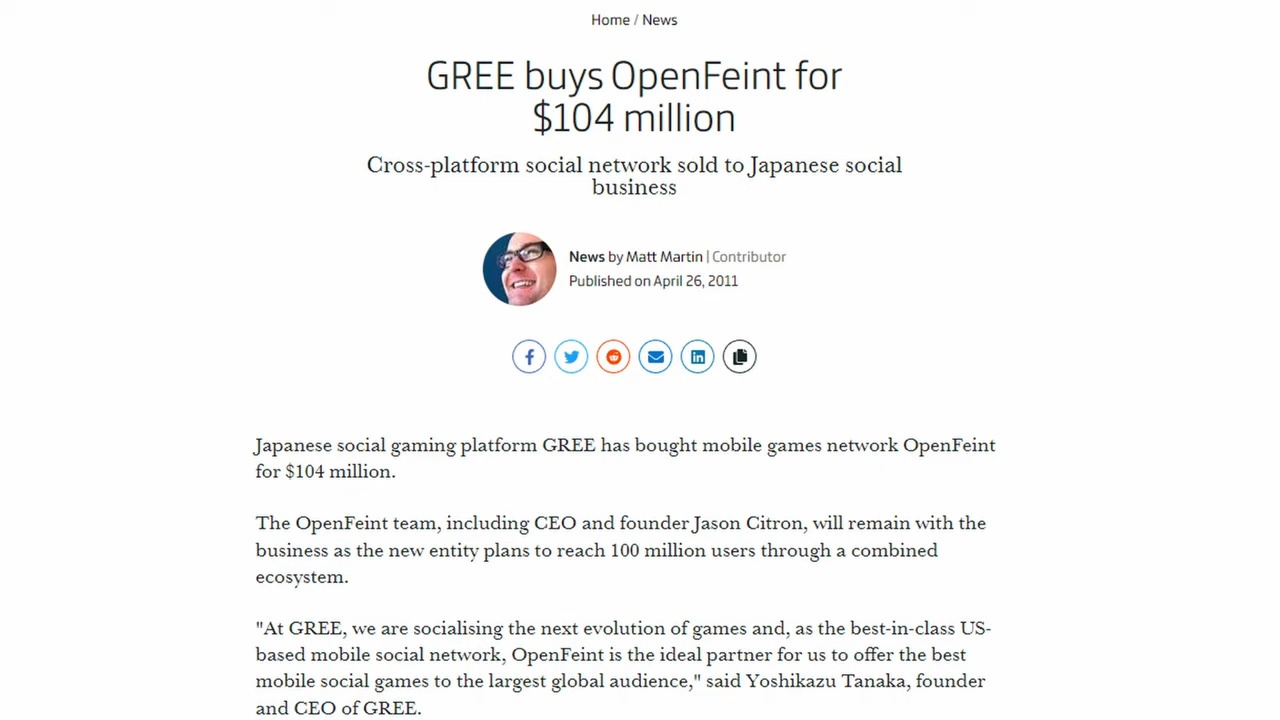 Home / News
GREE buys OpenFeint for
$104 million
Cross-platform social network sold to Japanese social
business
News by Matt Martin | Contributor
Published on April 26, 2011
Japanese social gaming platform GREE has bought mobile games network OpenFeint
for $104 million.
The OpenFeint team, including CEO and founder Jason Citron, will remain with the
business as the new entity plans to reach 100 million users through a combined
ecosystem.
"At GREE, we are socialising the next evolution of games and, as the best-in-class US-
based mobile social network, OpenFeint is the ideal partner for us to offer the best
mobile social games to the largest global audience," said Yoshikazu Tanaka, founder
and CEO of GREE.